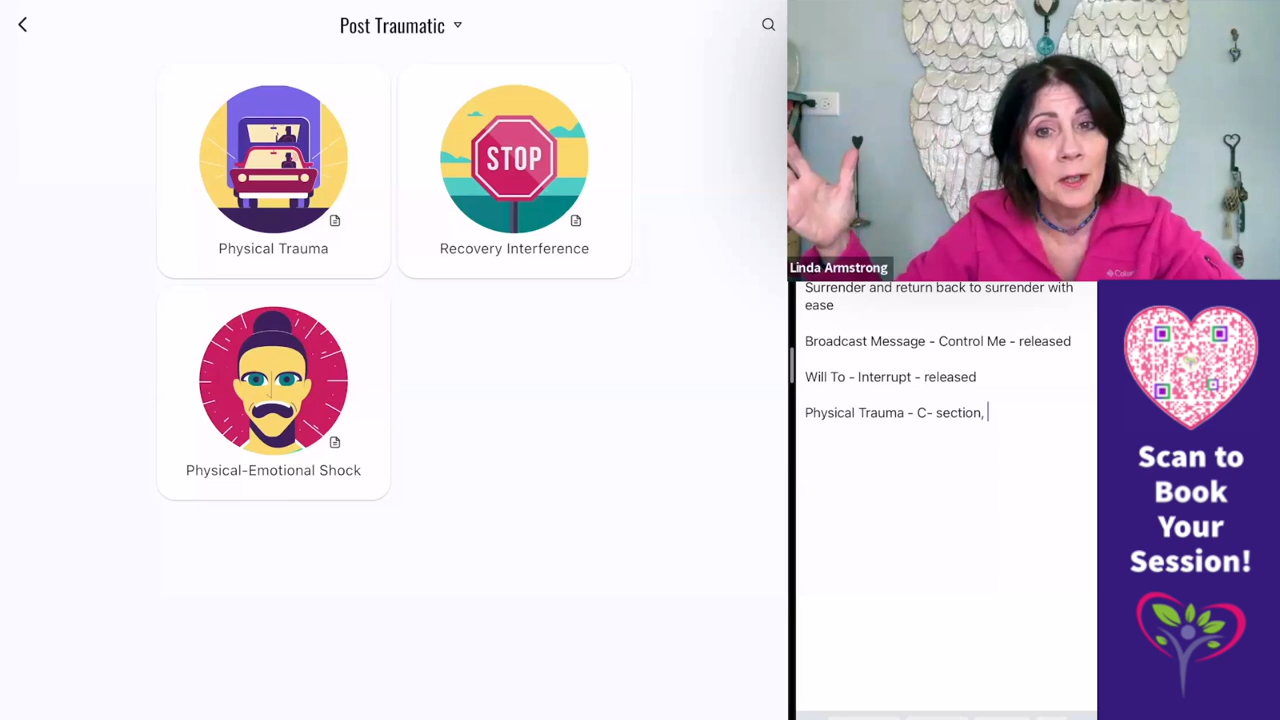 Post Traumatic
STOP
Physical Trauma
Recovery Interference
Physical-Emotional Shock
Linda Armstrong
Surrender and return back to surrender with
ease
Broadcast Message - Control Me - released
Will To - Interrupt - released
Physical Trauma - C- section,
Scan to
Book
Your
Session!